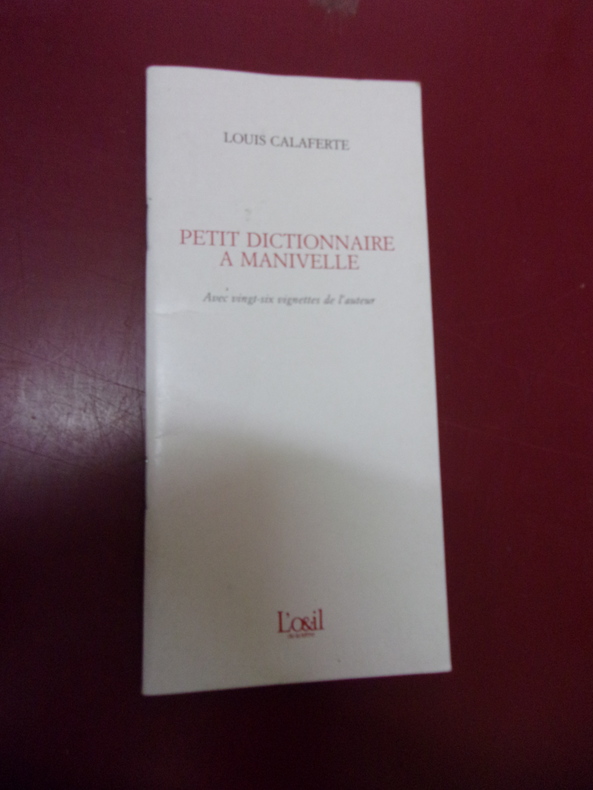 LOUIS CALAFERTE
PETIT DICTIONNAIRE
A MANIVELLE
Avec vingt-six vignettes de l'auteur
L'œil